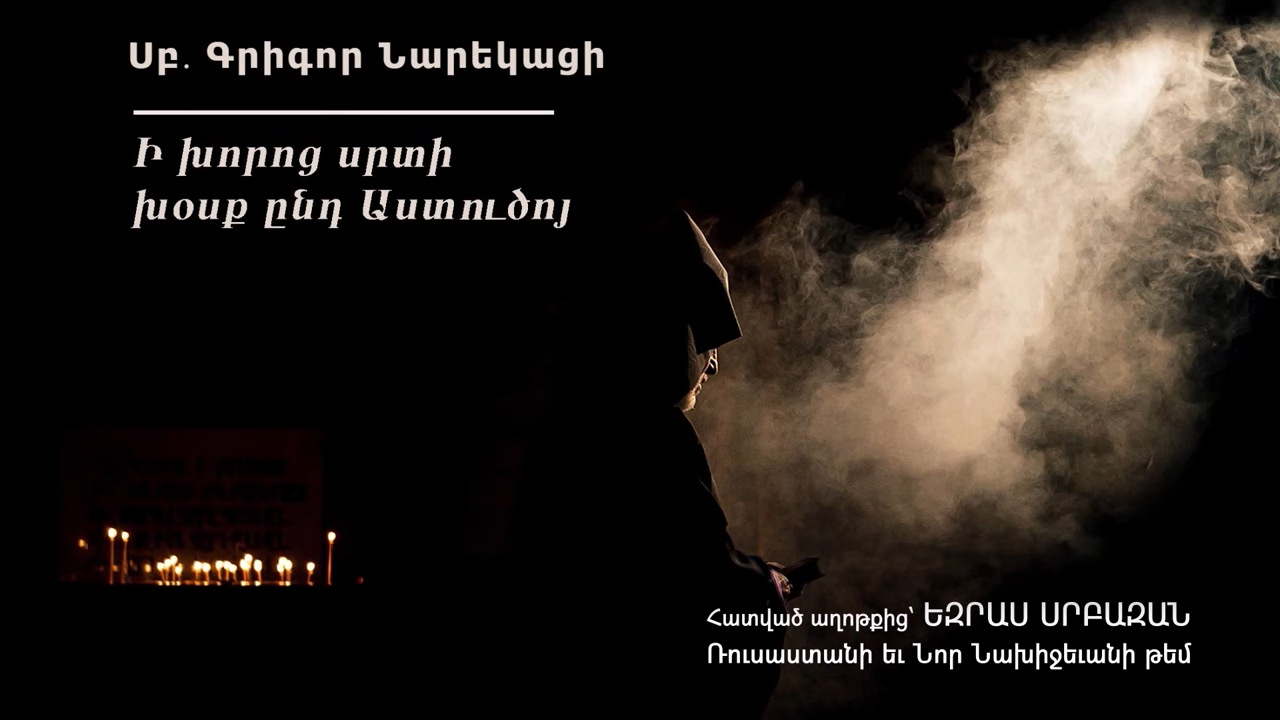 Սբ. Գրիգոր Նարեկացի
Ի խորոց սրտի
խօսք ընդ Աստուծոյ
Հատված աղոթքից՝ ԵԶՐԱՍ ՍՐԲԱԶԱՆ
Ռուսաստանի եւ Նոր Նախիջեւանի թեմ